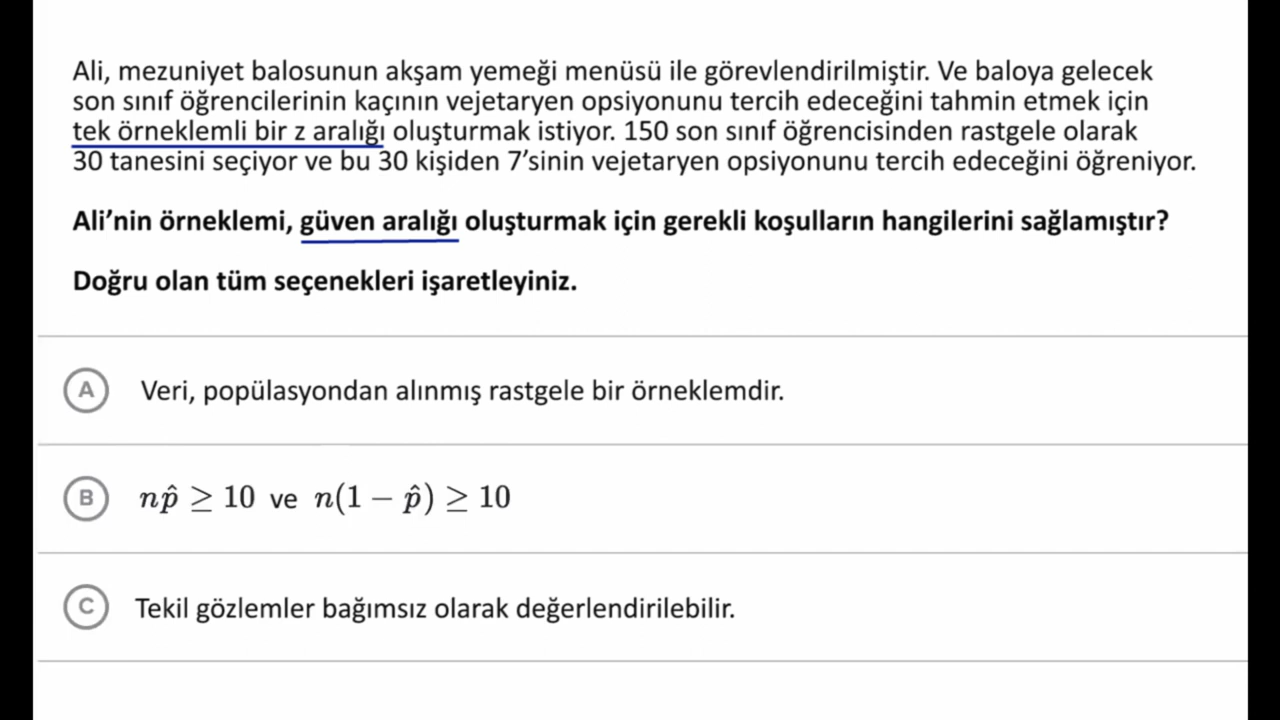 Ali, mezuniyet balosunun akşam yemeği menüsü ile görevlendirilmiştir. Ve baloya gelecek
son sınıf öğrencilerinin kaçının vejetaryen opsiyonunu tercih edeceğini tahmin etmek için
tek örneklemli bir z aralığı oluşturmak istiyor. 150 son sınıf öğrencisinden rastgele olarak
30 tanesini seçiyor ve bu 30 kişiden 7’sinin vejetaryen opsiyonunu tercih edeceğini öğreniyor.
Ali’nin örneklemi, güven aralığı oluşturmak için gerekli koşulların hangilerini sağlamıştır?
Doğru olan tüm seçenekleri işaretleyiniz.
A Veri, popülasyondan alınmış rastgele bir örneklemdir.
B np̂ ≥ 10 ve n(1 − p̂) ≥ 10
C Tekil gözlemler bağımsız olarak değerlendirilebilir.